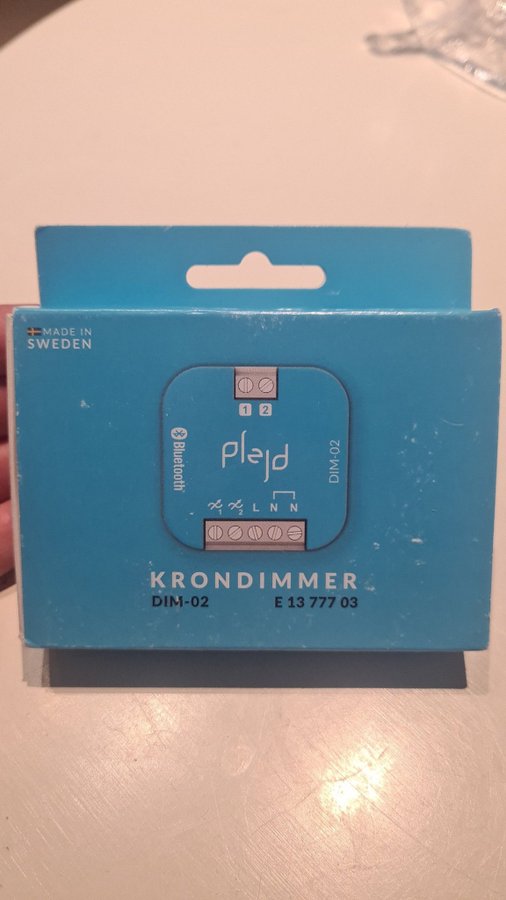 MADE IN
SWEDEN
1 2
Bluetooth
plejd
DIM-02
1 2 L N N
KRONDIMMER
DIM-02 E 13 777 03